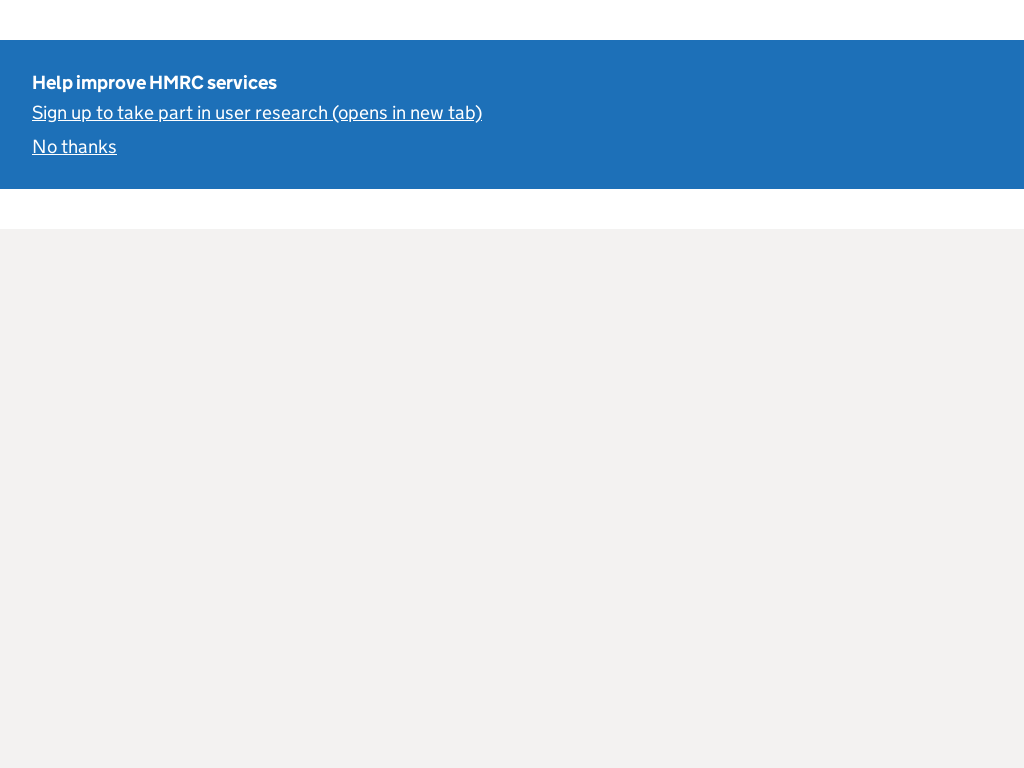 Help improve HMRC services
Sign up to take part in user research (opens in new tab)
No thanks